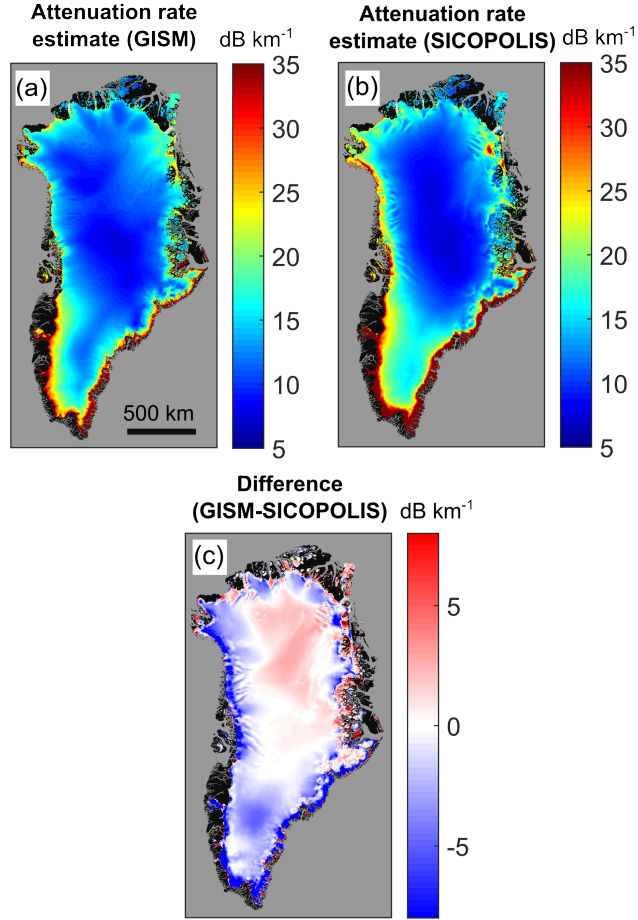 Attenuation rate
estimate (GISM) dB km⁻¹
(a)
35
30
25
20
15
10
5
500 km
Attenuation rate
estimate (SICOPOLIS) dB km⁻¹
(b)
35
30
25
20
15
10
5
Difference
(GISM-SICOPOLIS) dB km⁻¹
(c)
5
0
-5